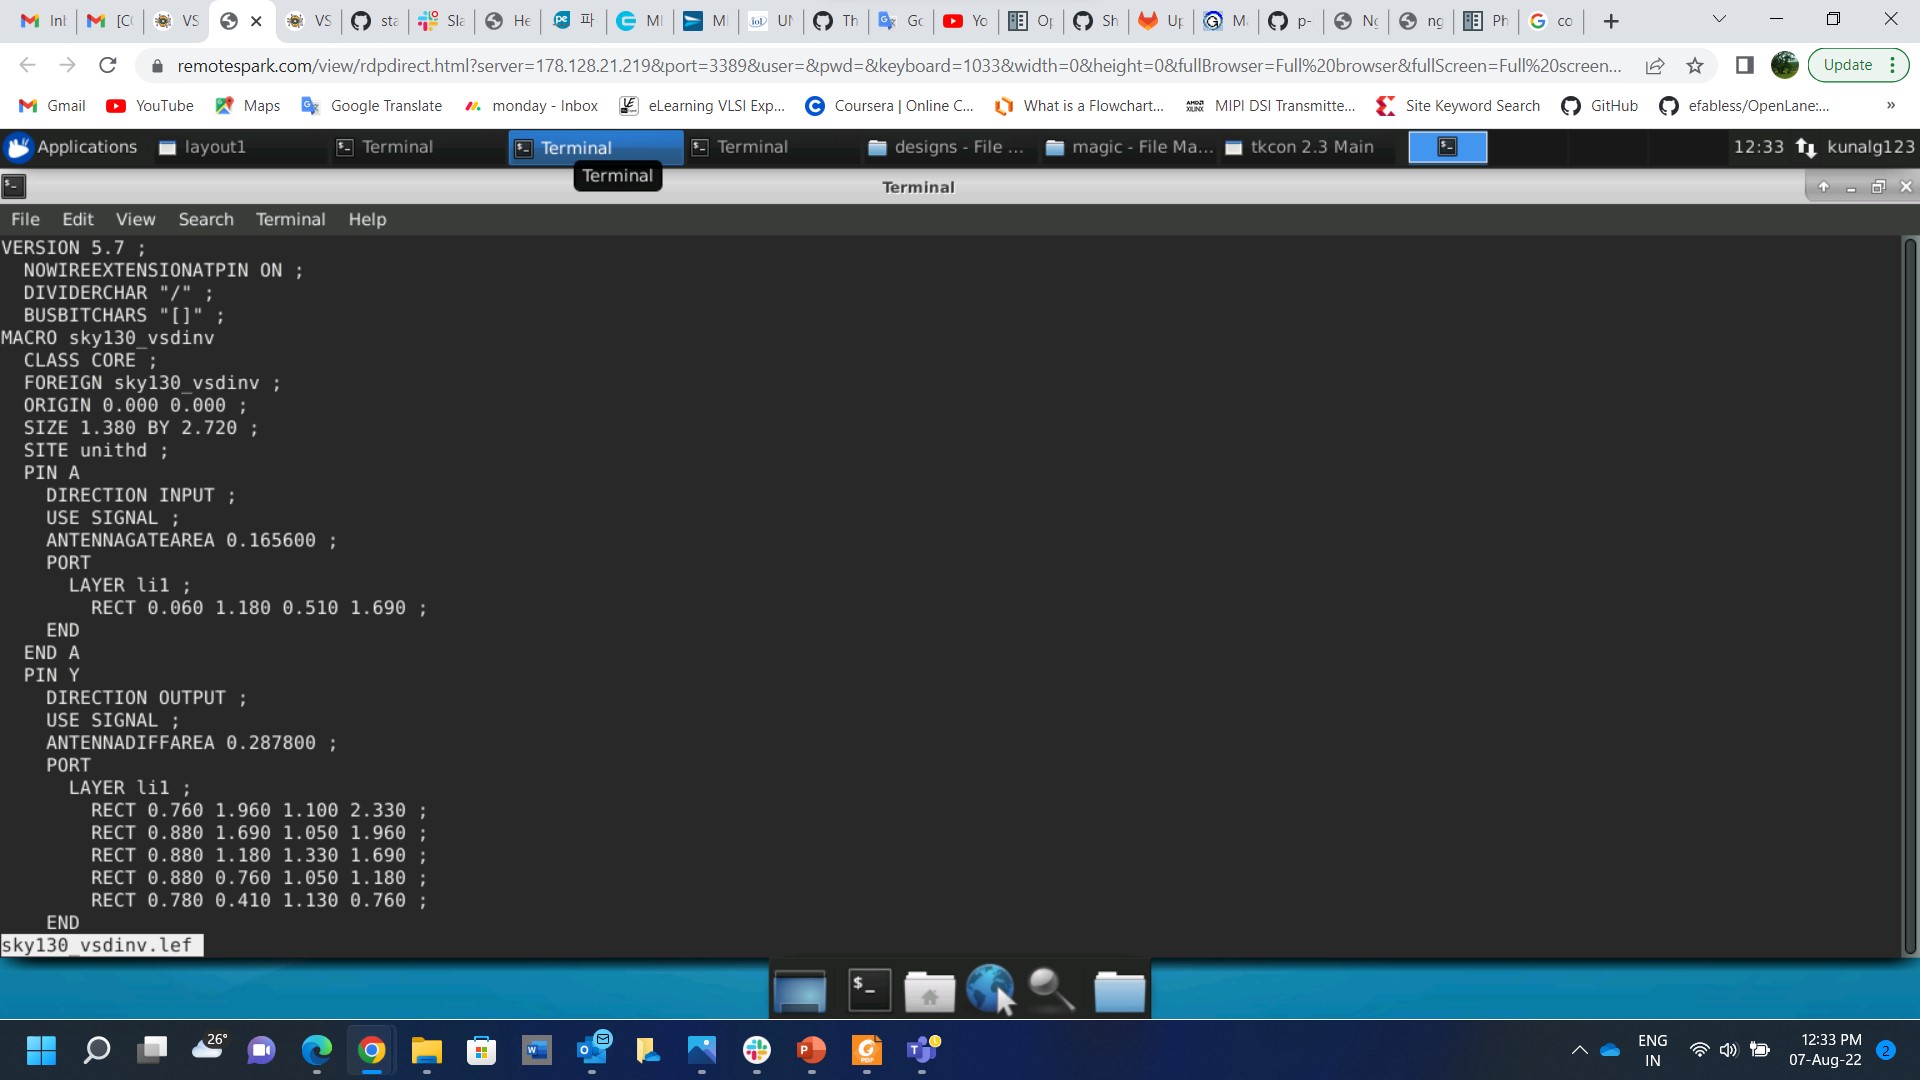 Inl
[C(
VS
VS
sta
Sla
He
파
MI
MI
UN
Th
Go
Yo
Op
Sh
Up
Ma
p-
Ng
ng
Ph
co
remotespark.com/view/rdpdirect.html?server=178.128.21.219&port=3389&user=&pwd=&keyboard=1033&width=0&height=0&fullBrowser=Full%20browser&fullScreen=Full%20screen...
Update
Gmail
YouTube
Maps
Google Translate
monday - Inbox
eLearning VLSI Exp...
Coursera | Online C...
What is a Flowchart...
MIPI DSI Transmitte...
Site Keyword Search
GitHub
efabless/OpenLane:...
»
Applications
layout1
Terminal
Terminal
Terminal
designs - File ...
magic - File Ma...
tkcon 2.3 Main
12:33
kunalg123
Terminal
Terminal
File Edit View Search Terminal Help
VERSION 5.7 ;
NOWIREEXTENSIONATPIN ON ;
DIVIDERCHAR "/" ;
BUSBITCHARS "[]" ;
MACRO sky130_vsdinv
CLASS CORE ;
FOREIGN sky130_vsdinv ;
ORIGIN 0.000 0.000 ;
SIZE 1.380 BY 2.720 ;
SITE unithd ;
PIN A
DIRECTION INPUT ;
USE SIGNAL ;
ANTENNAGATEAREA 0.165600 ;
PORT
LAYER li1 ;
RECT 0.060 1.180 0.510 1.690 ;
END
END A
PIN Y
DIRECTION OUTPUT ;
USE SIGNAL ;
ANTENNADIFFAREA 0.287800 ;
PORT
LAYER li1 ;
RECT 0.760 1.960 1.100 2.330 ;
RECT 0.880 1.690 1.050 1.960 ;
RECT 0.880 1.180 1.330 1.690 ;
RECT 0.880 0.760 1.050 1.180 ;
RECT 0.780 0.410 1.130 0.760 ;
END
sky130_vsdinv.lef
26°
ENG
IN
12:33 PM
07-Aug-22
2